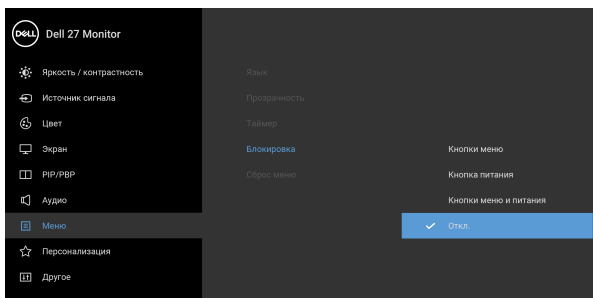 DELL
Dell 27 Monitor
Яркость / контрастность
Источник сигнала
Цвет
Экран
PIP/PBP
Аудио
Меню
Персонализация
Другое
Язык
Прозрачность
Таймер
Блокировка
Сброс меню
Кнопки меню
Кнопка питания
Кнопки меню и питания
Откл.